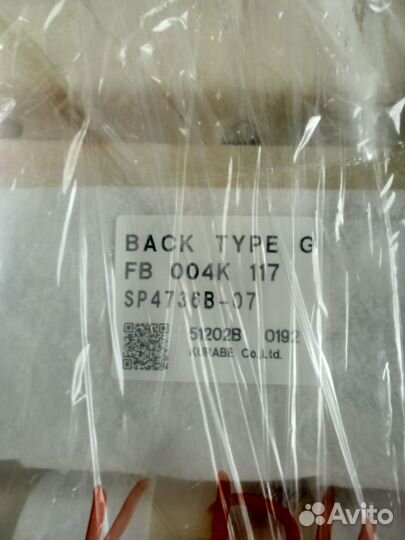 BACK TYPE G
FB 004K 117
SP4736B-07
51202B 0192
KURABE Co.,Ltd.
Avito